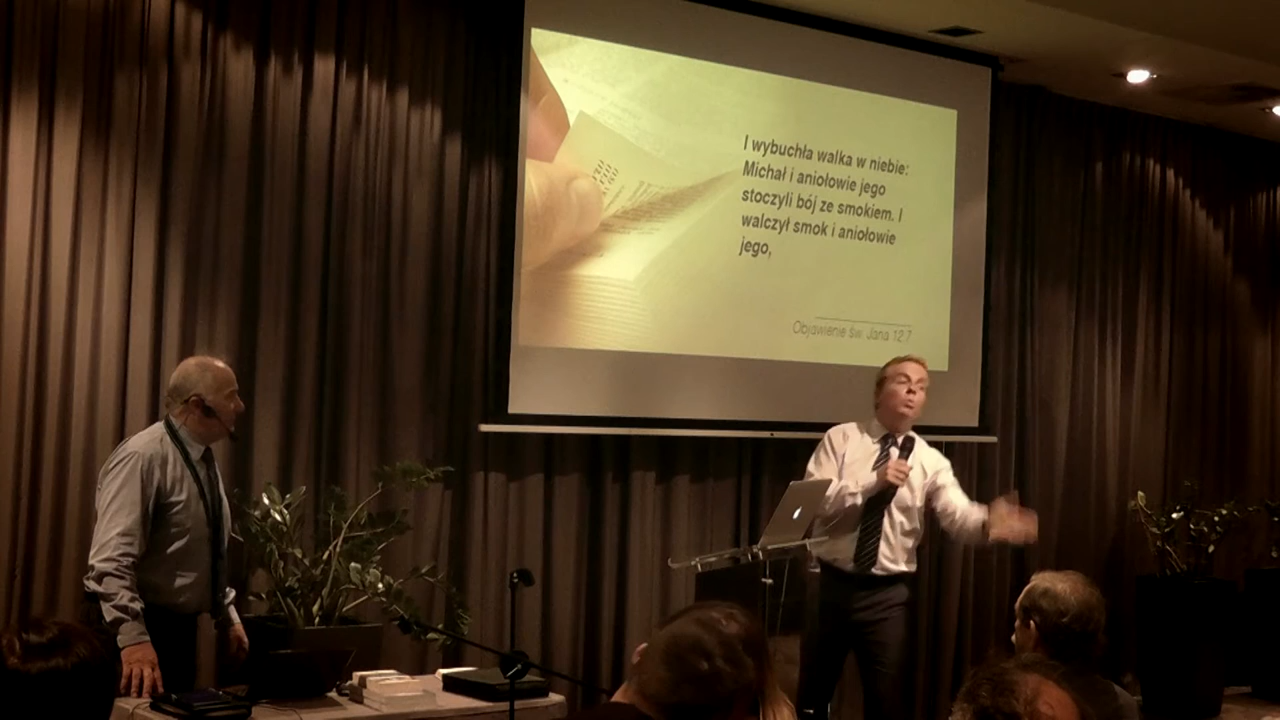 I wybuchła walka w niebie:
Michał i aniołowie jego
stoczyli bój ze smokiem. I
walczył smok i aniołowie
jego,
Objawienie św. Jana 12:7